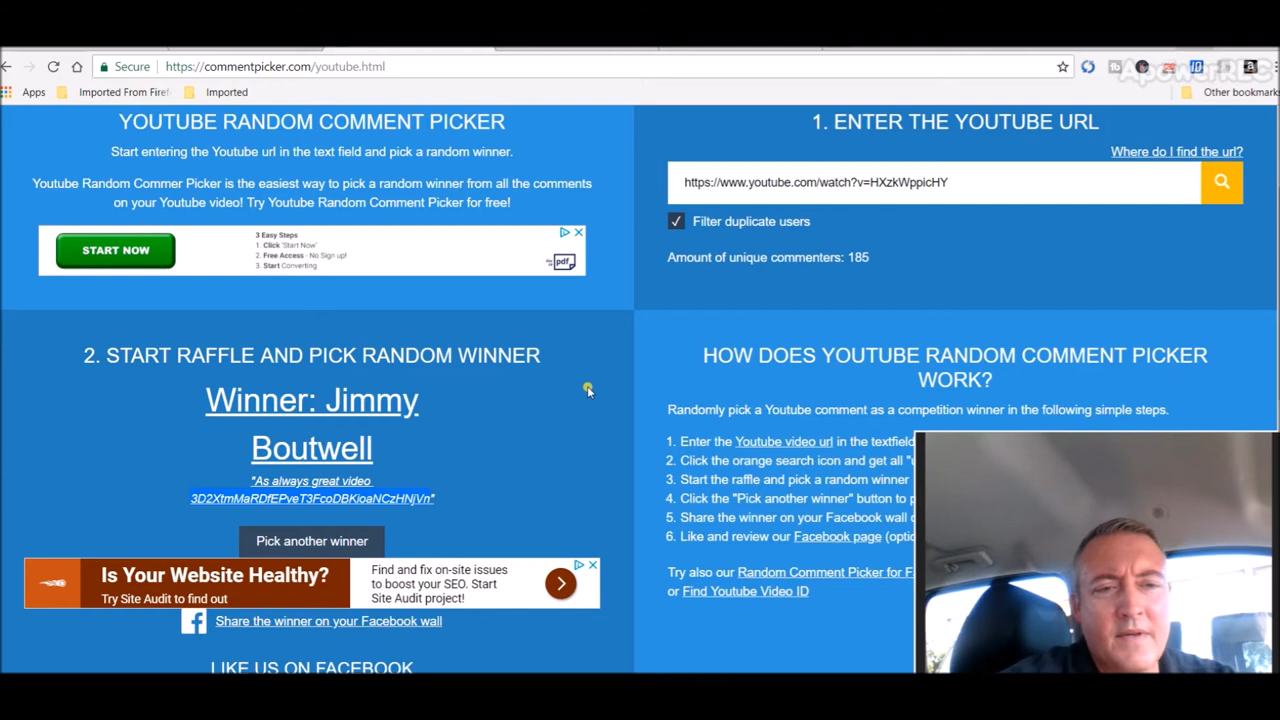 ApowerREC
Secure
https://commentpicker.com/youtube.html
Apps
Imported From Firef
Imported
Other bookmarks
YOUTUBE RANDOM COMMENT PICKER
Start entering the Youtube url in the text field and pick a random winner.
Youtube Random Commer Picker is the easiest way to pick a random winner from all the comments
on your Youtube video! Try Youtube Random Comment Picker for free!
START NOW
3 Easy Steps
1. Click 'Start Now'
2. Free Access - No Sign up!
3. Start Converting
pdf
1. ENTER THE YOUTUBE URL
Where do I find the url?
https://www.youtube.com/watch?v=HXzkWppicHY
Filter duplicate users
Amount of unique commenters: 185
2. START RAFFLE AND PICK RANDOM WINNER
Winner: Jimmy
Boutwell
"As always great video
3D2XtmMaRDfEPveT3FcoDBKioaNCzHNjVn"
Pick another winner
Is Your Website Healthy?
Try Site Audit to find out
Find and fix on-site issues
to boost your SEO. Start
Site Audit project!
Share the winner on your Facebook wall
LIKE US ON FACEBOOK
HOW DOES YOUTUBE RANDOM COMMENT PICKER
WORK?
Randomly pick a Youtube comment as a competition winner in the following simple steps.
1. Enter the Youtube video url in the textfield
2. Click the orange search icon and get all "u
3. Start the raffle and pick a random winner
4. Click the "Pick another winner" button to p
5. Share the winner on your Facebook wall o
6. Like and review our Facebook page (optic
Try also our Random Comment Picker for F
or Find Youtube Video ID